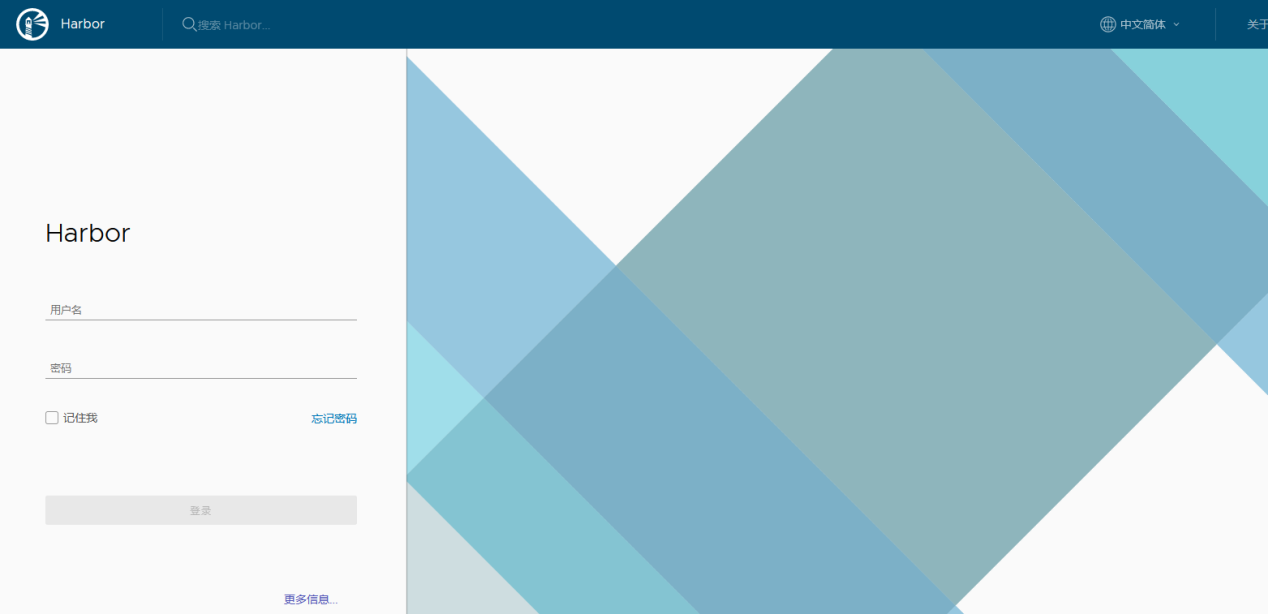 Harbor
搜索 Harbor...
中文简体
关于
Harbor
用户名
密码
记住我
忘记密码
登录
更多信息...